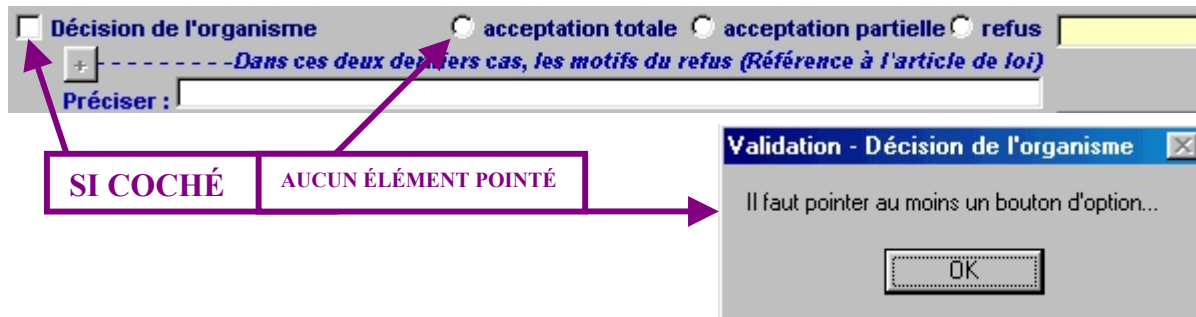 Décision de l'organisme acceptation totale acceptation partielle refus
+ - - - - - - - - - -Dans ces deux derniers cas, les motifs du refus (Référence à l'article de loi)
Préciser :
SI COCHÉ
AUCUN ÉLÉMENT POINTÉ
Validation - Décision de l'organisme
Il faut pointer au moins un bouton d'option...
OK